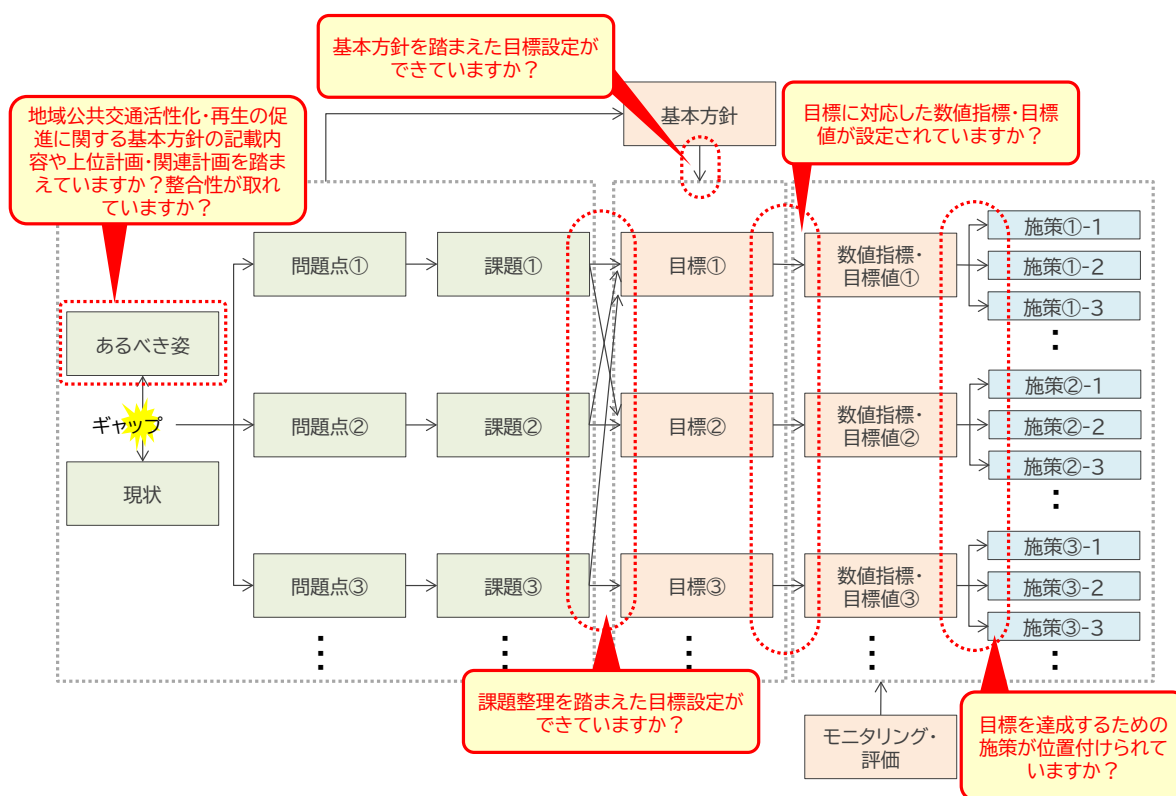 基本方針を踏まえた目標設定が
できていますか？
地域公共交通活性化・再生の促
進に関する基本方針の記載内
容や上位計画・関連計画を踏ま
えていますか？整合性が取れ
ていますか？
基本方針
目標に対応した数値指標・目標
値が設定されていますか？
問題点①
課題①
目標①
数値指標・
目標値①
施策①-1
施策①-2
施策①-3
⋮
あるべき姿
ギャップ
現状
問題点②
課題②
目標②
数値指標・
目標値②
施策②-1
施策②-2
施策②-3
⋮
問題点③
課題③
目標③
数値指標・
目標値③
施策③-1
施策③-2
施策③-3
⋮
⋮
⋮
⋮
⋮
課題整理を踏まえた目標設定が
できていますか？
モニタリング・
評価
目標を達成するための
施策が位置付けられて
いますか？